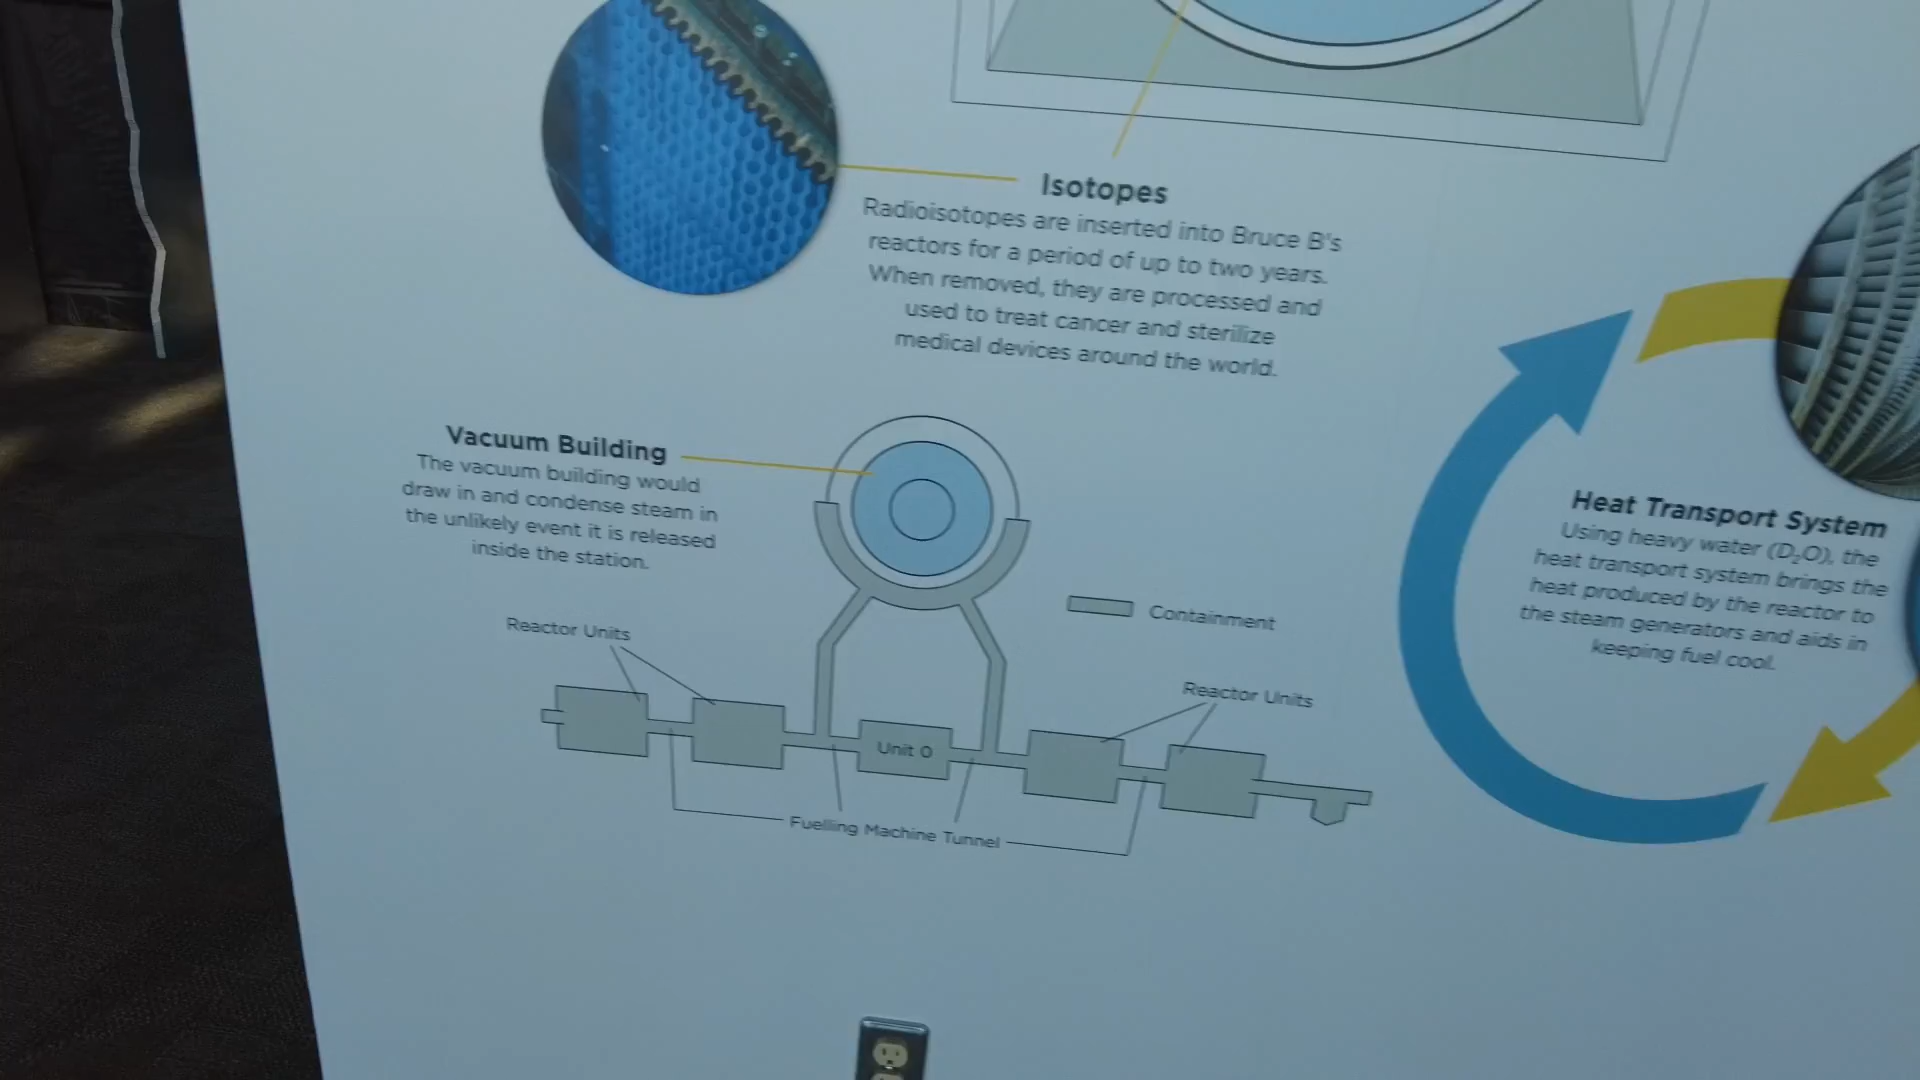 Isotopes
Radioisotopes are inserted into Bruce B's
reactors for a period of up to two years.
When removed, they are processed and
used to treat cancer and sterilize
medical devices around the world.
Vacuum Building
The vacuum building would
draw in and condense steam in
the unlikely event it is released
inside the station.
Heat Transport System
Using heavy water (D₂O), the
heat transport system brings the
heat produced by the reactor to
the steam generators and aids in
keeping fuel cool.
Containment
Reactor Units
Reactor Units
Unit 0
Fuelling Machine Tunnel